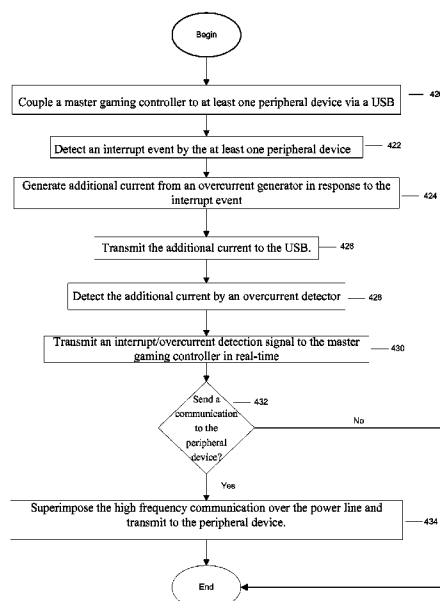 Begin
Couple a master gaming controller to at least one peripheral device via a USB
420
Detect an interrupt event by the at least one peripheral device
422
Generate additional current from an overcurrent generator in response to the
interrupt event
424
Transmit the additional current to the USB.
428
Detect the additional current by an overcurrent detector
428
Transmit an interrupt/overcurrent detection signal to the master
gaming controller in real-time
430
432
Send a
communication
to the
peripheral
device?
No
Yes
Superimpose the high frequency communication over the power line and
transmit to the peripheral device.
434
End